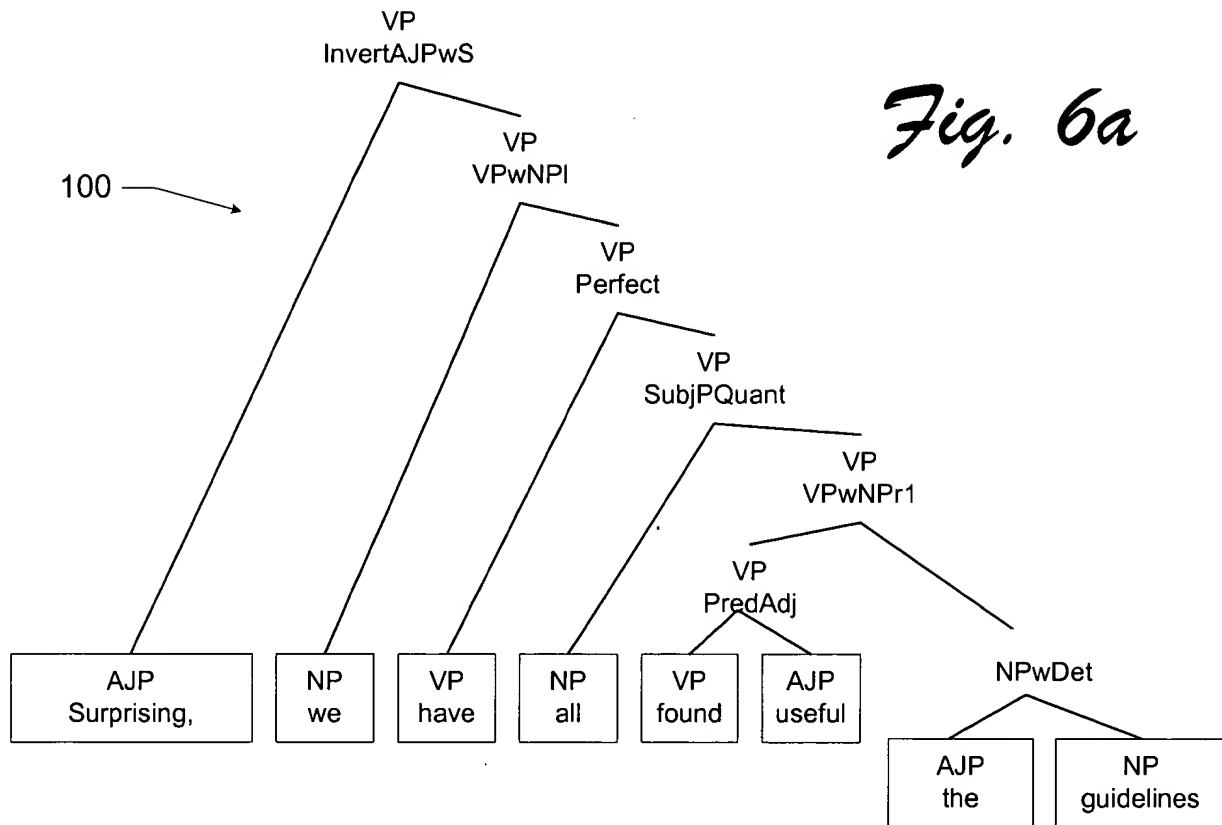 VP
InvertAJPwS
Fig. 6a
VP
VPwNPl
100
VP
Perfect
VP
SubjPQuant
VP
VPwNPr1
VP
PredAdj
AJP
Surprising,
NP
we
VP
have
NP
all
VP
found
AJP
useful
NPwDet
AJP
the
NP
guidelines